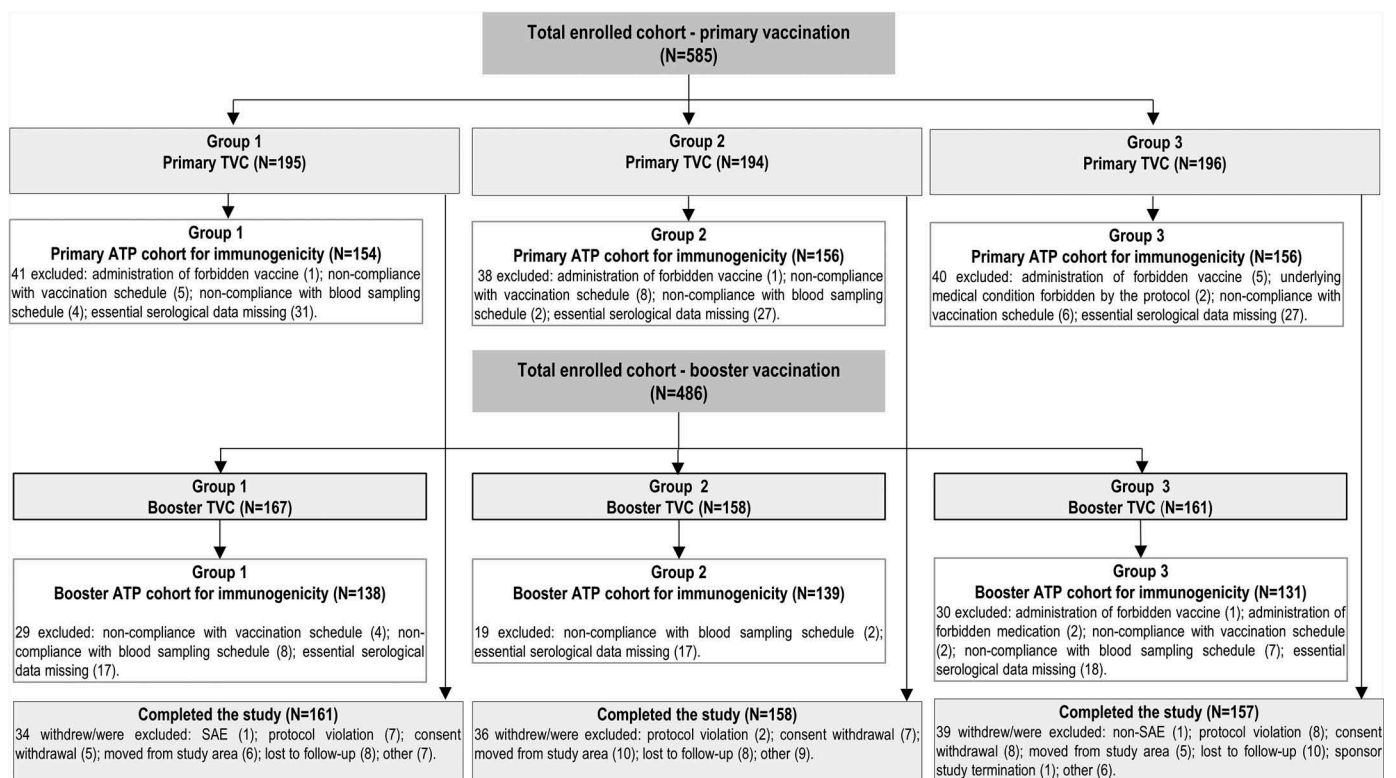 Total enrolled cohort - primary vaccination
(N=585)
Group 1
Primary TVC (N=195)
Group 2
Primary TVC (N=194)
Group 3
Primary TVC (N=196)
Group 1
Primary ATP cohort for immunogenicity (N=154)
41 excluded: administration of forbidden vaccine (1); non-compliance
with vaccination schedule (5); non-compliance with blood sampling
schedule (4); essential serological data missing (31).
Group 2
Primary ATP cohort for immunogenicity (N=156)
38 excluded: administration of forbidden vaccine (1); non-compliance
with vaccination schedule (8); non-compliance with blood sampling
schedule (2); essential serological data missing (27).
Group 3
Primary ATP cohort for immunogenicity (N=156)
40 excluded: administration of forbidden vaccine (5); underlying
medical condition forbidden by the protocol (2); non-compliance with
vaccination schedule (6); essential serological data missing (27).
Total enrolled cohort - booster vaccination
(N=486)
Group 1
Booster TVC (N=167)
Group 2
Booster TVC (N=158)
Group 3
Booster TVC (N=161)
Group 1
Booster ATP cohort for immunogenicity (N=138)
29 excluded: non-compliance with vaccination schedule (4); non-
compliance with blood sampling schedule (8); essential serological
data missing (17).
Group 2
Booster ATP cohort for immunogenicity (N=139)
19 excluded: non-compliance with blood sampling schedule (2);
essential serological data missing (17).
Group 3
Booster ATP cohort for immunogenicity (N=131)
30 excluded: administration of forbidden vaccine (1); administration of
forbidden medication (2); non-compliance with vaccination schedule
(2); non-compliance with blood sampling schedule (7); essential
serological data missing (18).
Completed the study (N=161)
34 withdrew/were excluded: SAE (1); protocol violation (7); consent
withdrawal (5); moved from study area (6); lost to follow-up (8); other (7).
Completed the study (N=158)
36 withdrew/were excluded: protocol violation (2); consent withdrawal (7);
moved from study area (10); lost to follow-up (8); other (9).
Completed the study (N=157)
39 withdrew/were excluded: non-SAE (1); protocol violation (8); consent
withdrawal (8); moved from study area (5); lost to follow-up (10); sponsor
study termination (1); other (6).